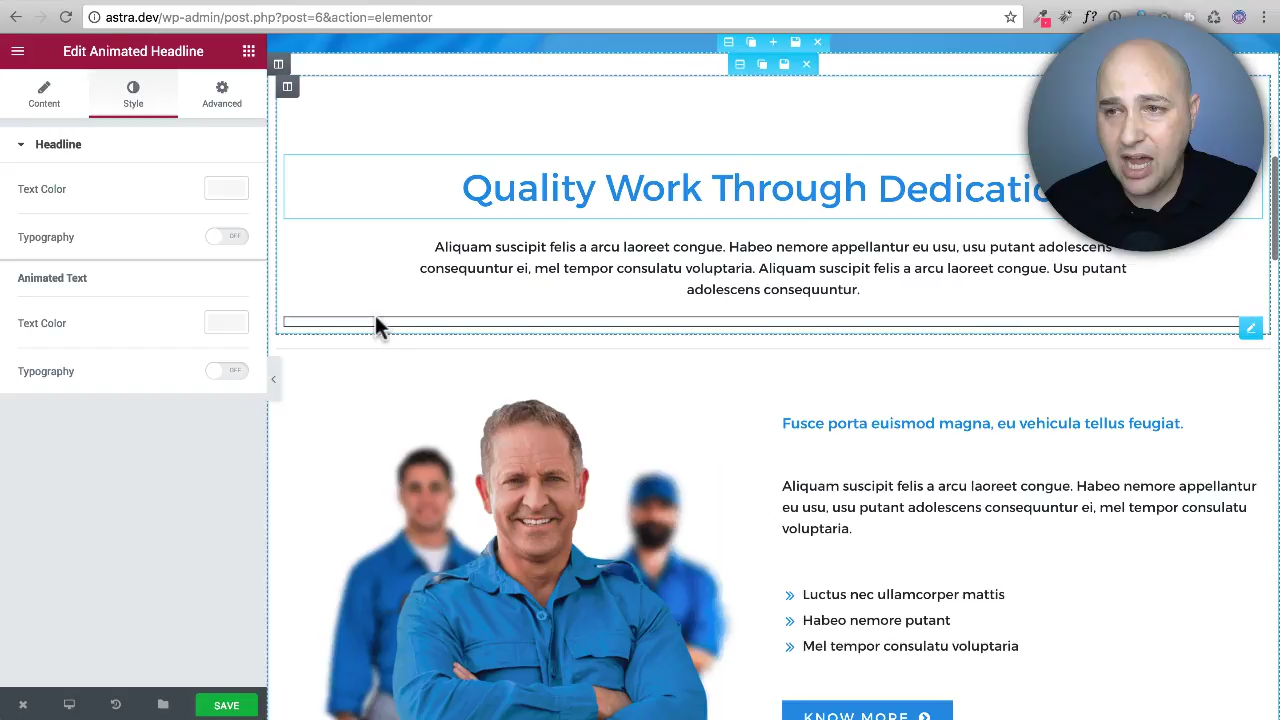 astra.dev/wp-admin/post.php?post=6&action=elementor
Edit Animated Headline
Content
Style
Advanced
Headline
Text Color
Typography
OFF
Animated Text
Text Color
Typography
OFF
SAVE
Quality Work Through
Aliquam suscipit felis a arcu laoreet congue. Habeo nemore appellantur eu usu, usu putant adolescens
consequuntur ei, mel tempor consulatu voluptaria. Aliquam suscipit felis a arcu laoreet congue. Usu putant
adolescens consequuntur.
Fusce porta euismod magna, eu vehicula tellus feugiat.
Aliquam suscipit felis a arcu laoreet congue. Habeo nemore appellantur
eu usu, usu putant adolescens consequuntur ei, mel tempor consulatu
voluptaria.
Luctus nec ullamcorper mattis
Habeo nemore putant
Mel tempor consulatu voluptaria
KNOW MORE